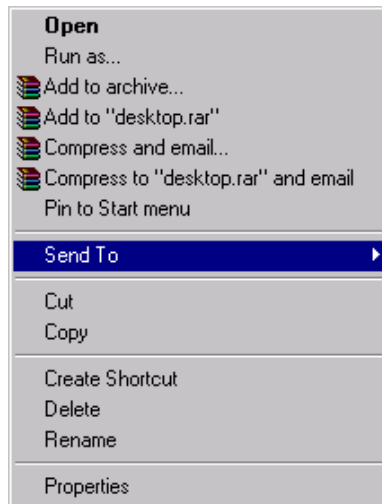 Open
Run as...
Add to archive...
Add to "desktop.rar"
Compress and email...
Compress to "desktop.rar" and email
Pin to Start menu
Send To
Cut
Copy
Create Shortcut
Delete
Rename
Properties